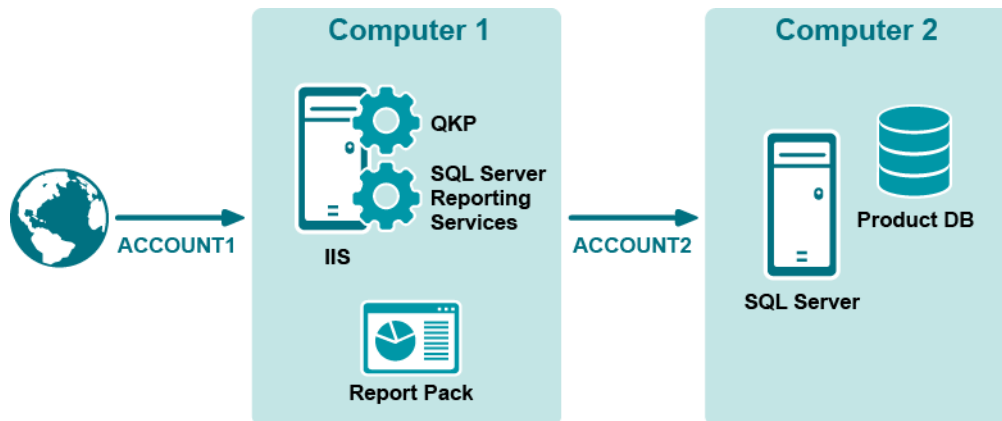 Computer 1
QKP
SQL Server
Reporting
Services
IIS
Report Pack
ACCOUNT1
ACCOUNT2
Computer 2
Product DB
SQL Server